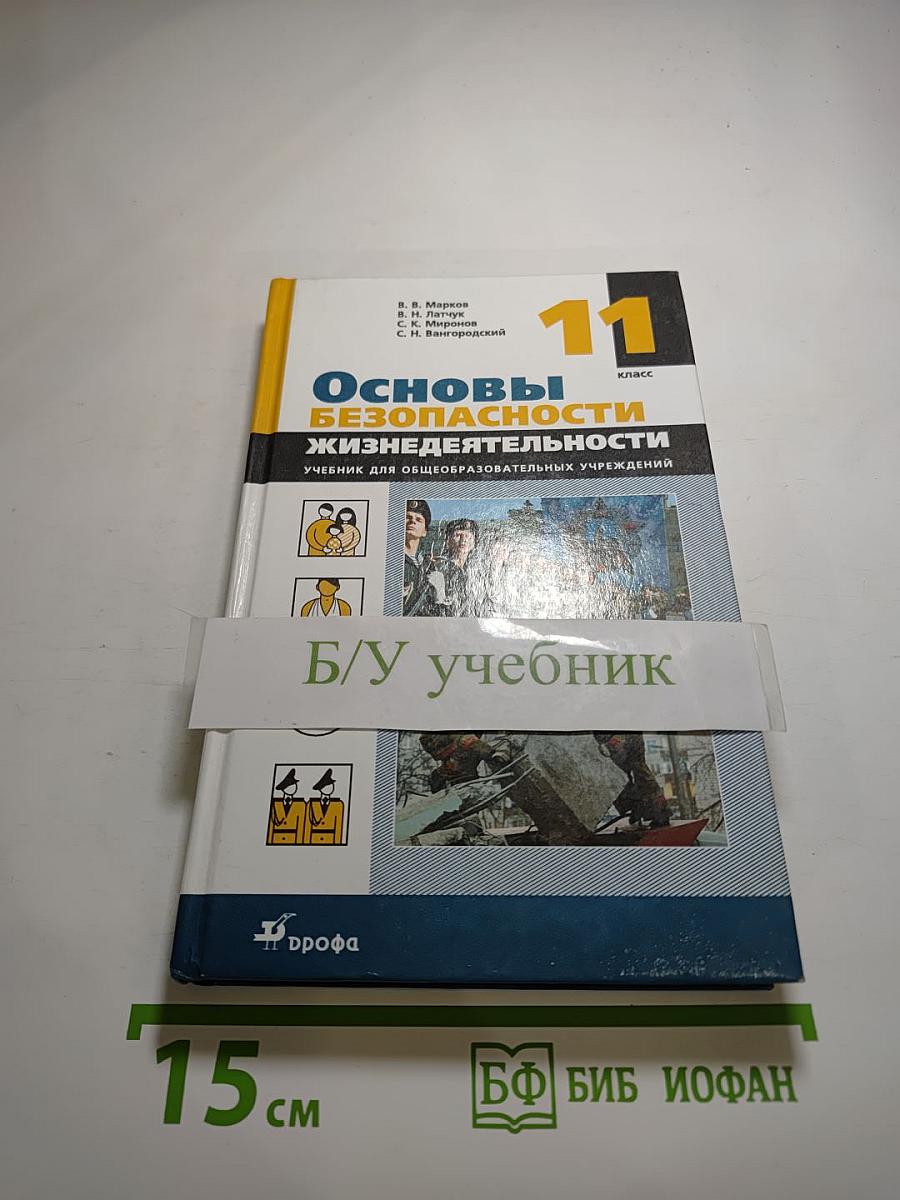 В. В. Марков
В. Н. Латчук
С. К. Миронов
С. Н. Вангородский
11
класс
Основы
БЕЗОПАСНОСТИ
ЖИЗНЕДЕЯТЕЛЬНОСТИ
УЧЕБНИК ДЛЯ ОБЩЕОБРАЗОВАТЕЛЬНЫХ УЧРЕЖДЕНИЙ
Б/У учебник
дрофа
15 см
БФ БИБ ИОФАН